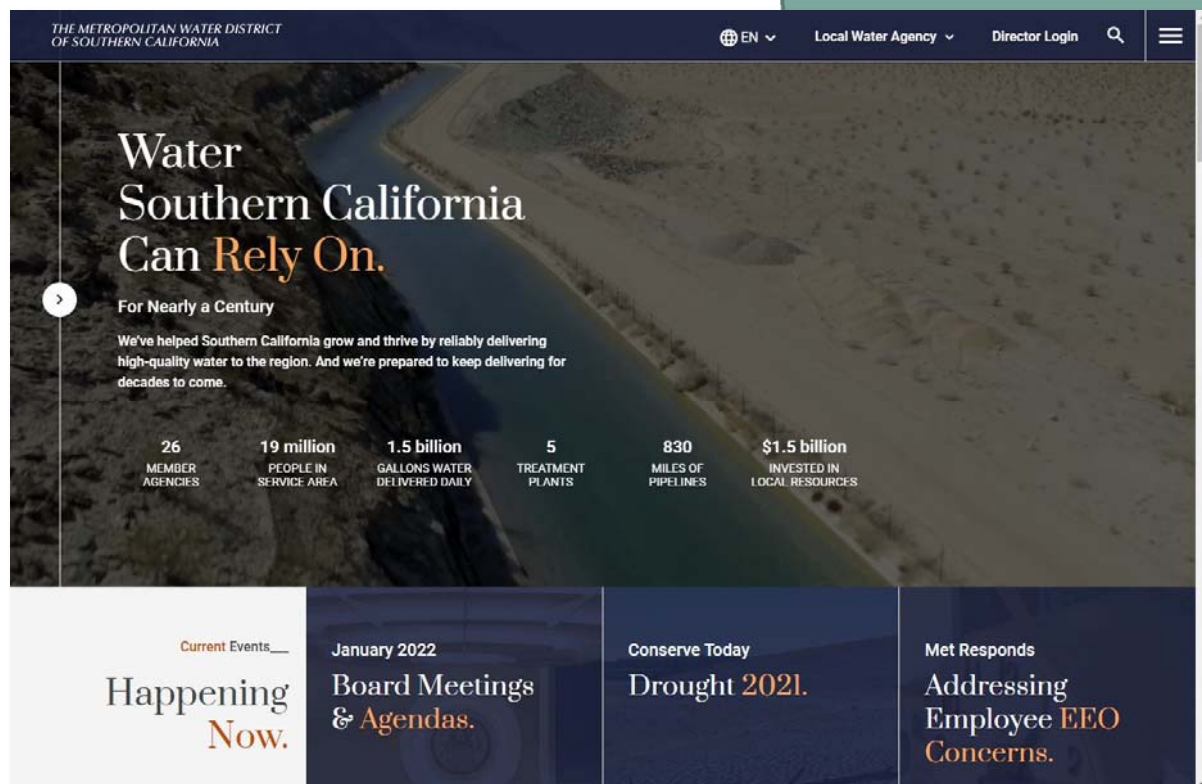 THE METROPOLITAN WATER DISTRICT
OF SOUTHERN CALIFORNIA
EN
Local Water Agency
Director Login
Water
Southern California
Can Rely On.
For Nearly a Century
We've helped Southern California grow and thrive by reliably delivering
high-quality water to the region. And we're prepared to keep delivering for
decades to come.
26
MEMBER
AGENCIES
19 million
PEOPLE IN
SERVICE AREA
1.5 billion
GALLONS WATER
DELIVERED DAILY
5
TREATMENT
PLANTS
830
MILES OF
PIPELINES
$1.5 billion
INVESTED IN
LOCAL RESOURCES
Current Events__
Happening
Now.
January 2022
Board Meetings
& Agendas.
Conserve Today
Drought 2021.
Met Responds
Addressing
Employee EEO
Concerns.